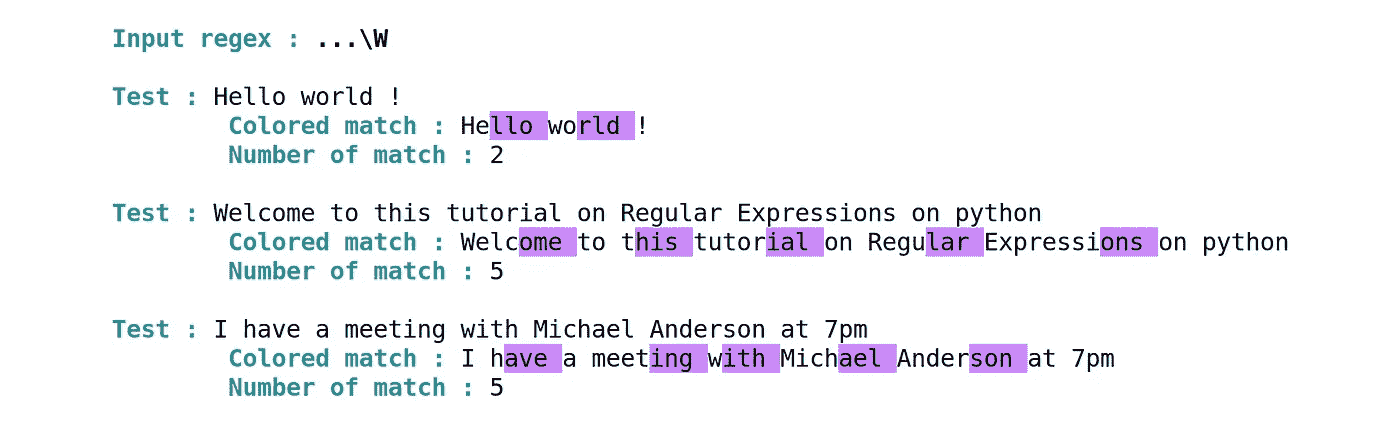 Input regex : ...\W
Test : Hello world !
Colored match : Hello world !
Number of match : 2
Test : Welcome to this tutorial on Regular Expressions on python
Colored match : Welcome to this tutorial on Regular Expressions on python
Number of match : 5
Test : I have a meeting with Michael Anderson at 7pm
Colored match : I have a meeting with Michael Anderson at 7pm
Number of match : 5